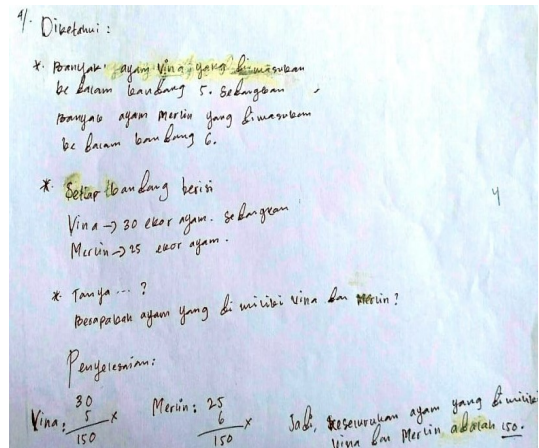 4/. Diketahui :
* Banyak ayam Vina yang dimasukan
ke dalam kandang 5. Sedangkan
Banyak ayam Merlin yang dimasukan
ke dalam kandang 6.
* Setiap kandang berisi
Vina → 30 ekor ayam. Sedangkan
Merlin → 25 ekor ayam.
4
* Tanya ... ?
Berapakah ayam yang di miliki Vina dan Merlin?
Penyelesaian:
Vina: 30
5 x
150
Merlin: 25
6 x
150
Jadi, keseluruhan ayam yang dimiliki
Vina dan Merlin adalah 150.